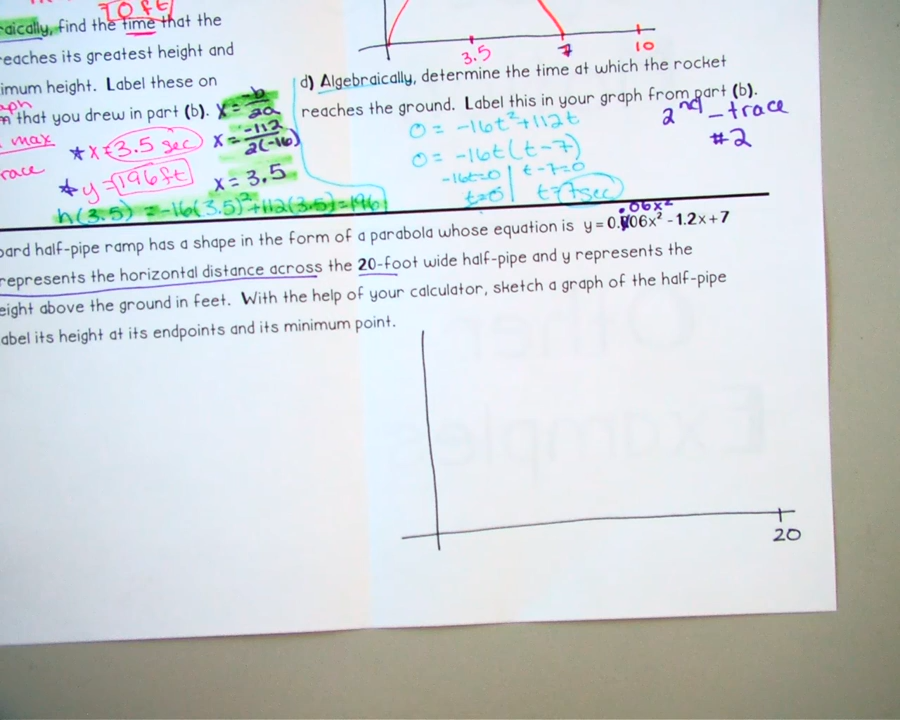 70 ft
raically, find the time that the
reaches its greatest height and
imum height. Label these on
aph
m that you drew in part (b).
max
race
★ x = 3.5 sec
★ y = 196 ft
x = -b/2a
x = -112/2(-16)
x = 3.5
h(3.5) = -16(3.5)² + 112(3.5) = 196
3.5 7 10
d) Algebraically, determine the time at which the rocket
reaches the ground. Label this in your graph from part (b).
0 = -16t² + 112t
0 = -16t(t-7)
-16t=0 | t-7=0
t=0 | t=7sec
2nd - trace
#2
.06x²
oard half-pipe ramp has a shape in the form of a parabola whose equation is y=0.006x²-1.2x+7
represents the horizontal distance across the 20-foot wide half-pipe and y represents the
eight above the ground in feet. With the help of your calculator, sketch a graph of the half-pipe
abel its height at its endpoints and its minimum point.
20